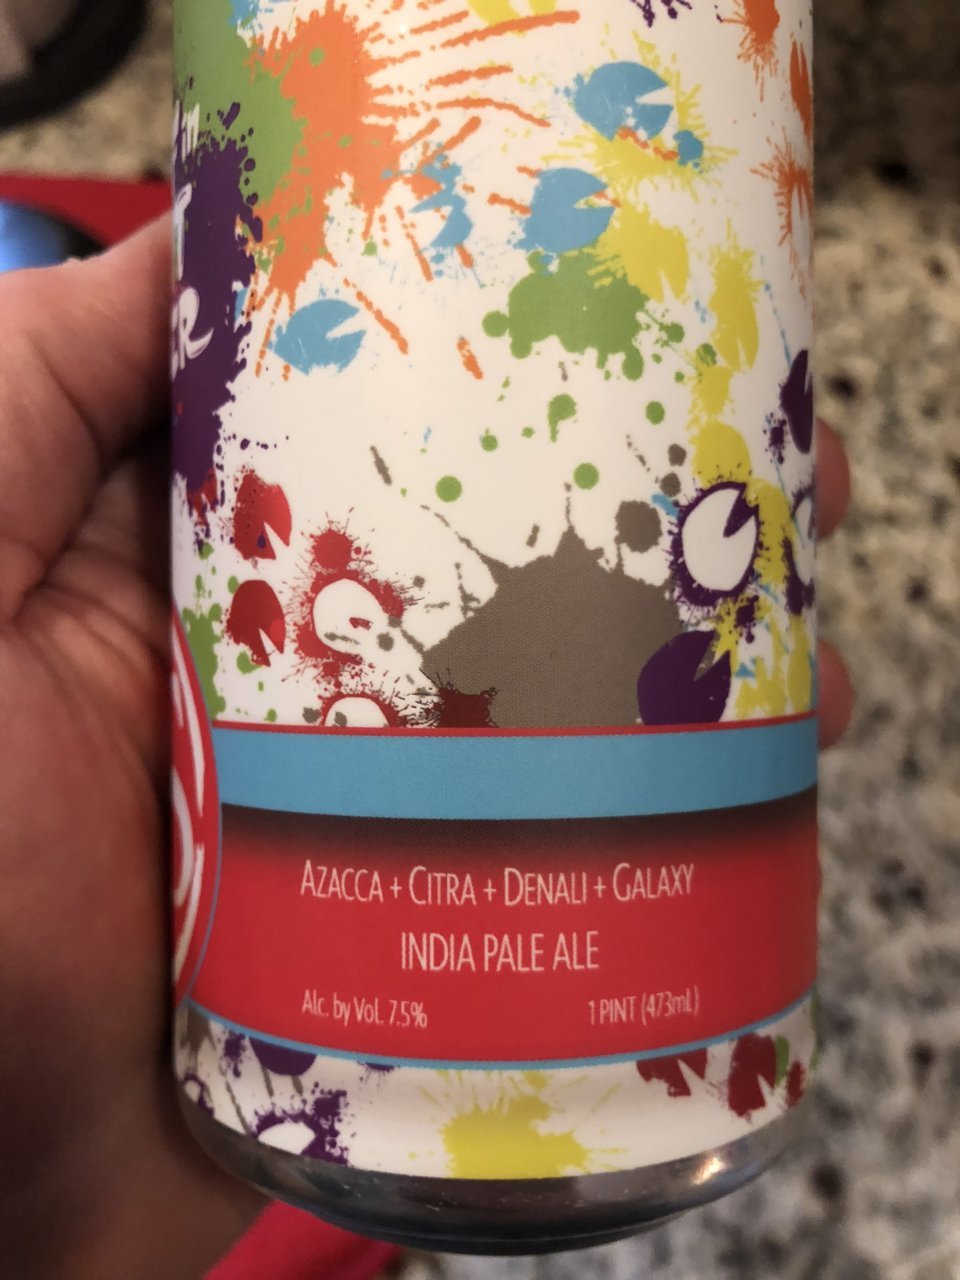 AZACCA + CITRA + DENALI + GALAXY
INDIA PALE ALE
Alc. by Vol. 7.5%
1 PINT (473mL)